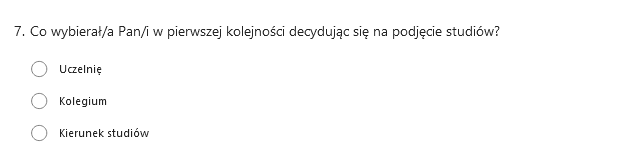 7. Co wybierał/a Pan/i w pierwszej kolejności decydując się na podjęcie studiów?
Uczelnię
Kolegium
Kierunek studiów